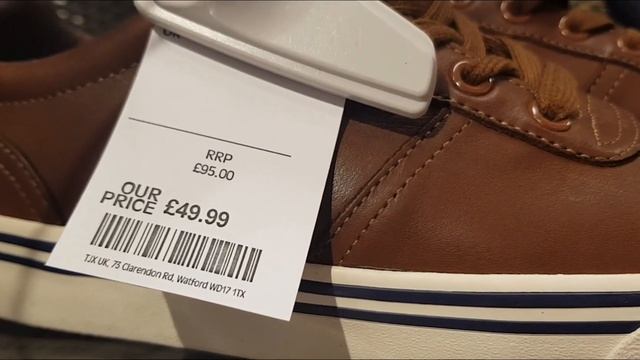 RRP
£95.00
OUR
PRICE £49.99
TJX UK, 73 Clarendon Rd, Watford WD17 1TX